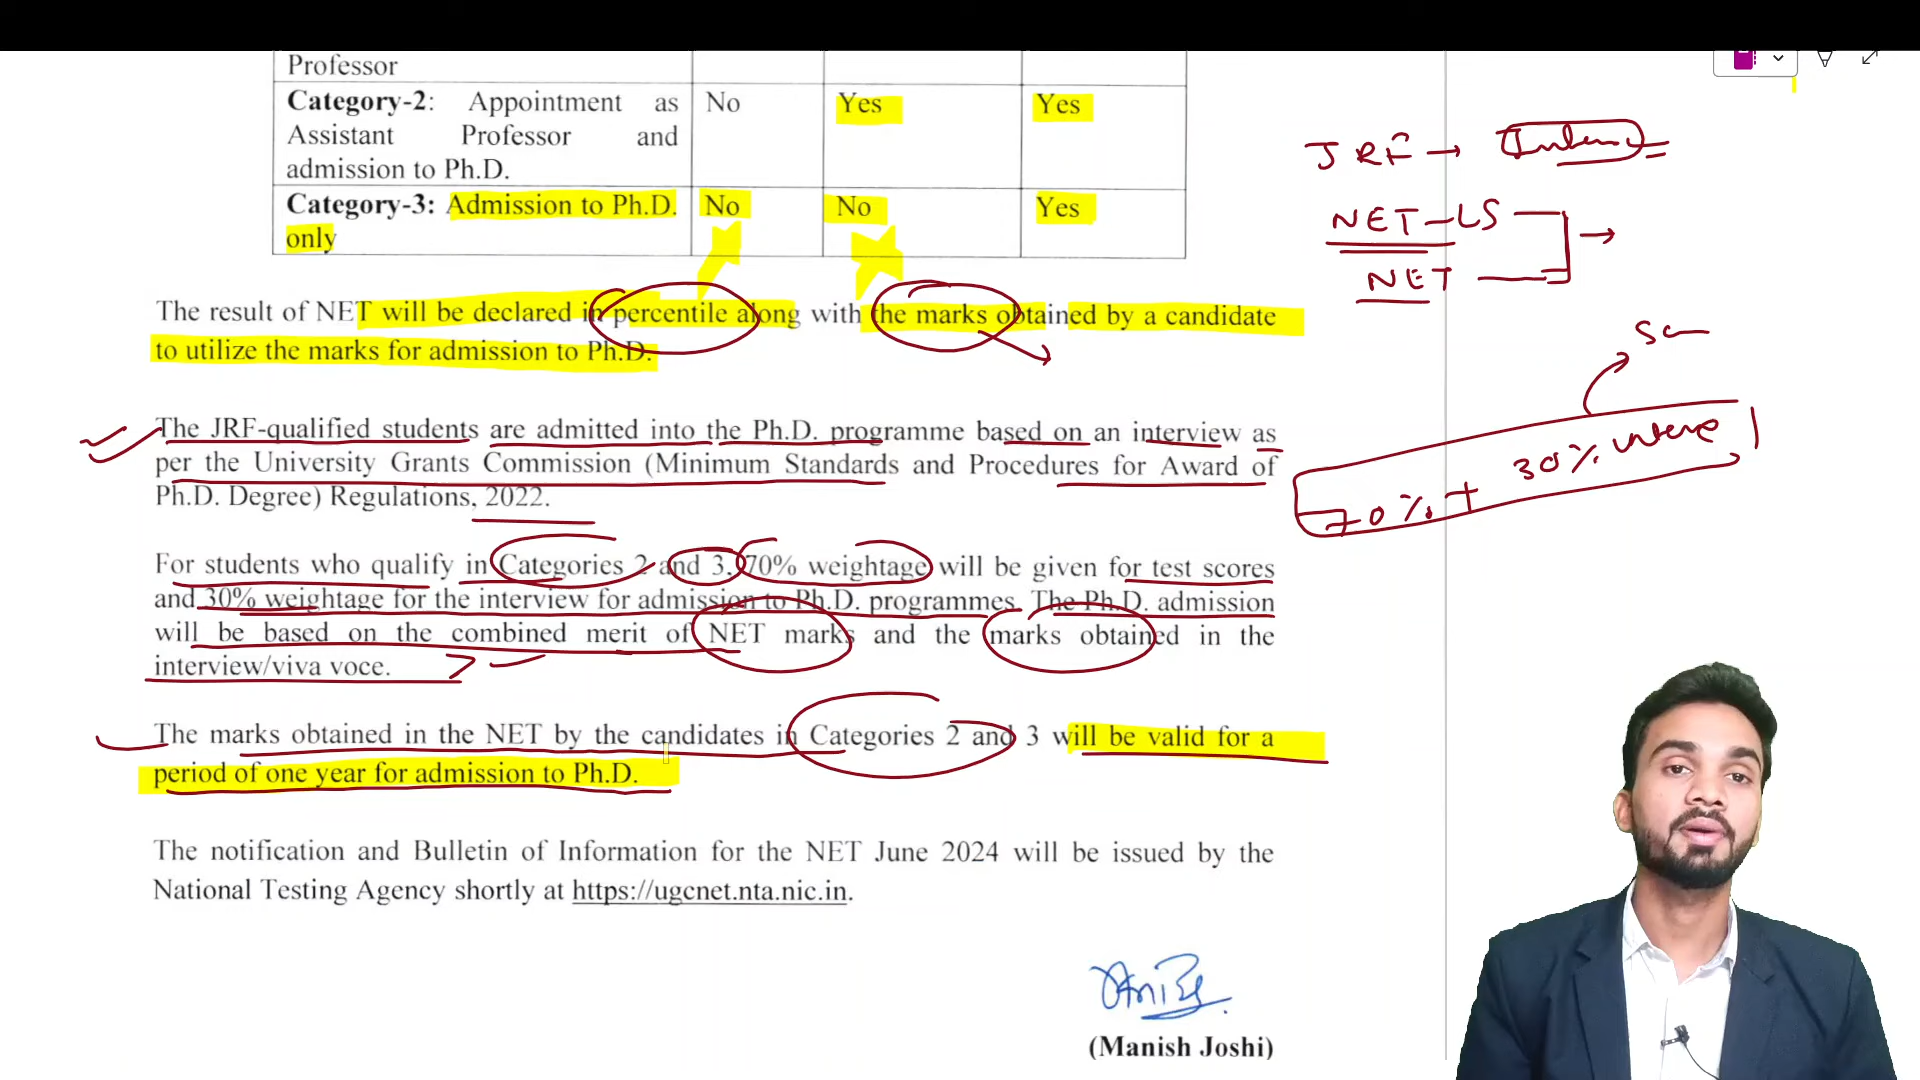 Professor
Category-2: Appointment as Assistant Professor and admission to Ph.D. No Yes Yes
Category-3: Admission to Ph.D. only No No Yes
The result of NET will be declared in percentile along with the marks obtained by a candidate
to utilize the marks for admission to Ph.D.
The JRF-qualified students are admitted into the Ph.D. programme based on an interview as
per the University Grants Commission (Minimum Standards and Procedures for Award of
Ph.D. Degree) Regulations, 2022.
For students who qualify in Categories 2 and 3, 70% weightage will be given for test scores
and 30% weightage for the interview for admission to Ph.D. programmes. The Ph.D. admission
will be based on the combined merit of NET marks and the marks obtained in the
interview/viva voce.
The marks obtained in the NET by the candidates in Categories 2 and 3 will be valid for a
period of one year for admission to Ph.D.
The notification and Bulletin of Information for the NET June 2024 will be issued by the
National Testing Agency shortly at https://ugcnet.nta.nic.in.
(Manish Joshi)
JRF →
NET-LS
NET
70% + 30%